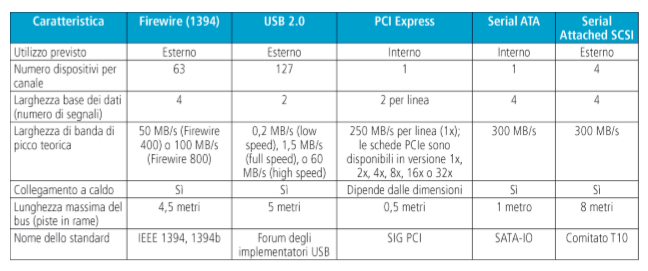 Caratteristica Firewire (1394) USB 2.0 PCI Express Serial ATA Serial
Attached SCSI
Utilizzo previsto Esterno Esterno Interno Interno Esterno
Numero dispositivi per
canale 63 127 1 1 4
Larghezza base dei dati
(numero di segnali) 4 2 2 per linea 4 4
Larghezza di banda di
picco teorica
50 MB/s (Firewire
400) o 100 MB/s
(Firewire 800)
0,2 MB/s (low
speed), 1,5 MB/s
(full speed), o 60
MB/s (high speed)
250 MB/s per linea (1x);
le schede PCIe sono
disponibili in versione 1x,
2x, 4x, 8x, 16x o 32x
300 MB/s
300 MB/s
Collegamento a caldo Sì Sì Dipende dalle dimensioni Sì Sì
Lunghezza massima del
bus (piste in rame) 4,5 metri 5 metri 0,5 metri 1 metro 8 metri
Nome dello standard IEEE 1394, 1394b Forum degli
implementatori USB
SIG PCI SATA-IO Comitato T10